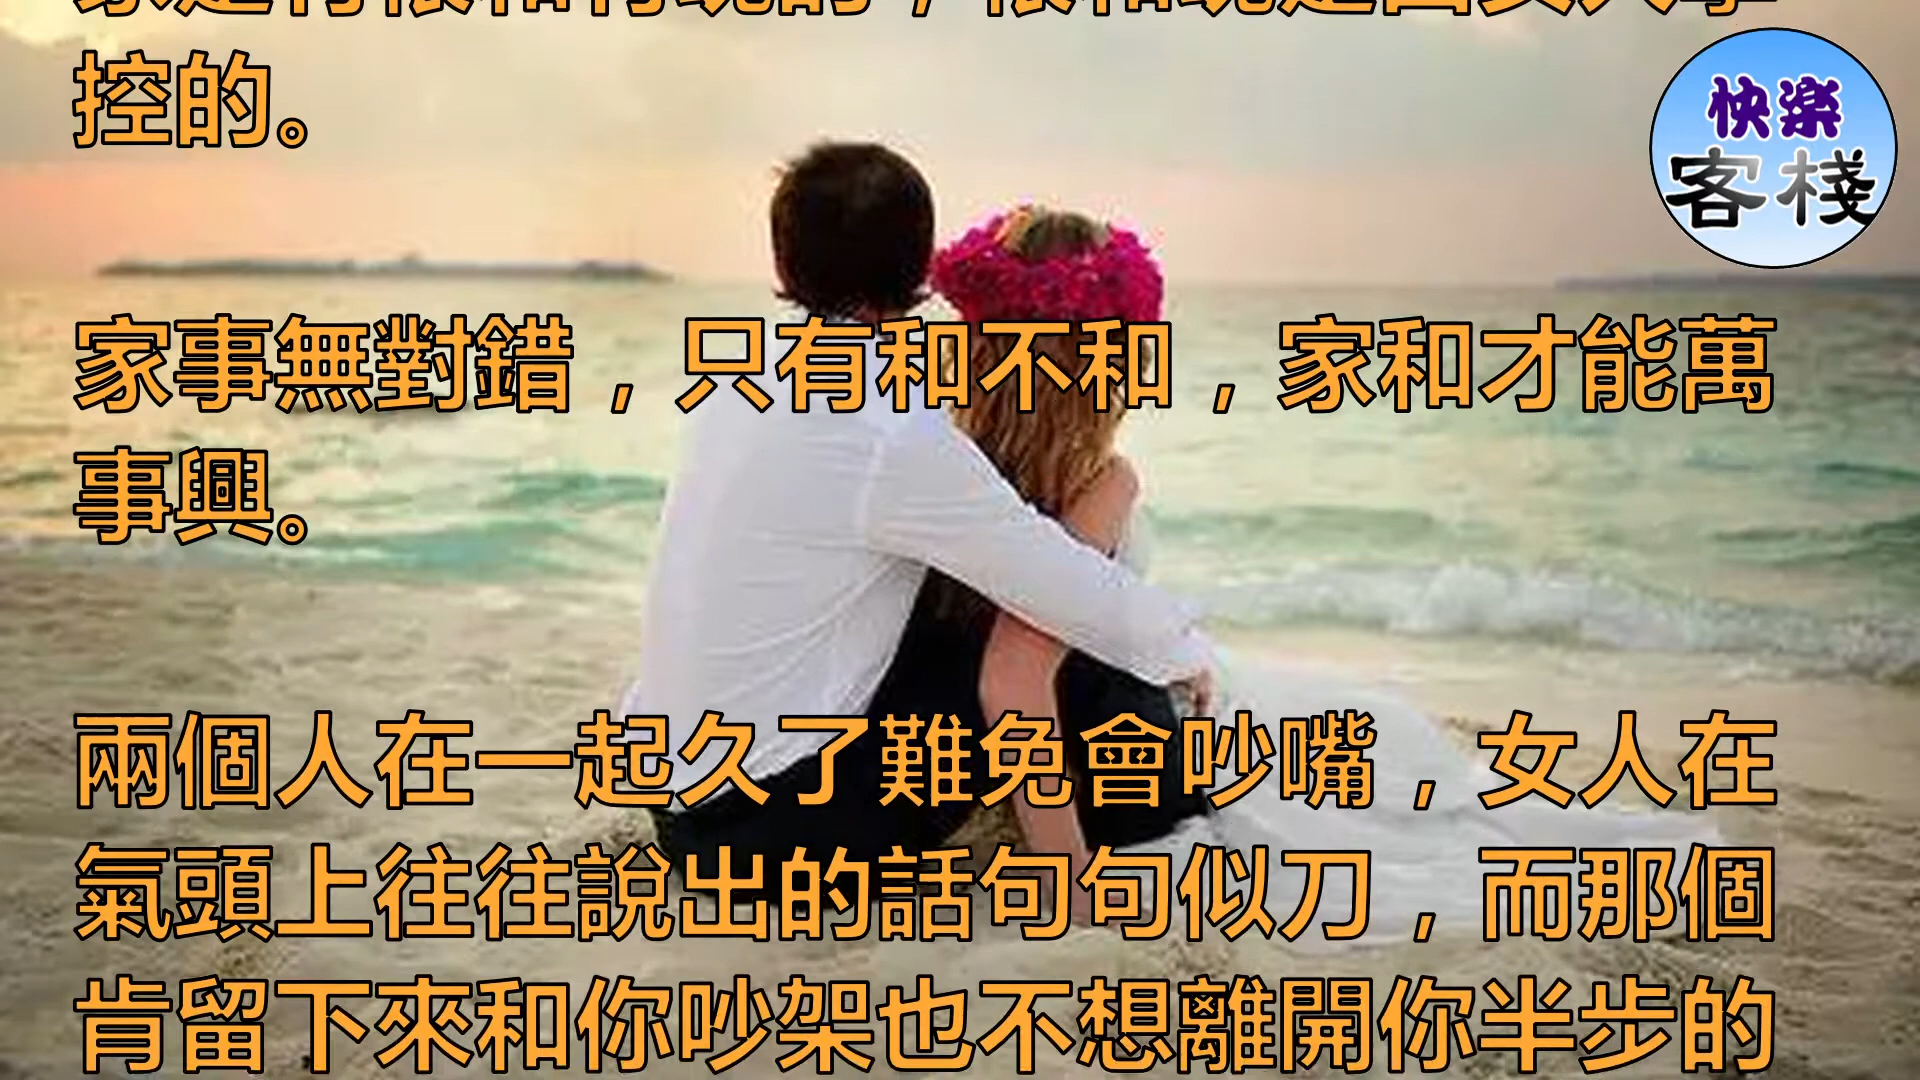 控的。
快楽
客棧
家事無對錯，只有和不和，家和才能萬
事興。
兩個人在一起久了難免會吵嘴，女人在
氣頭上往往說出的話句句似刀，而那個
肯留下來和你吵架也不想離開你半步的